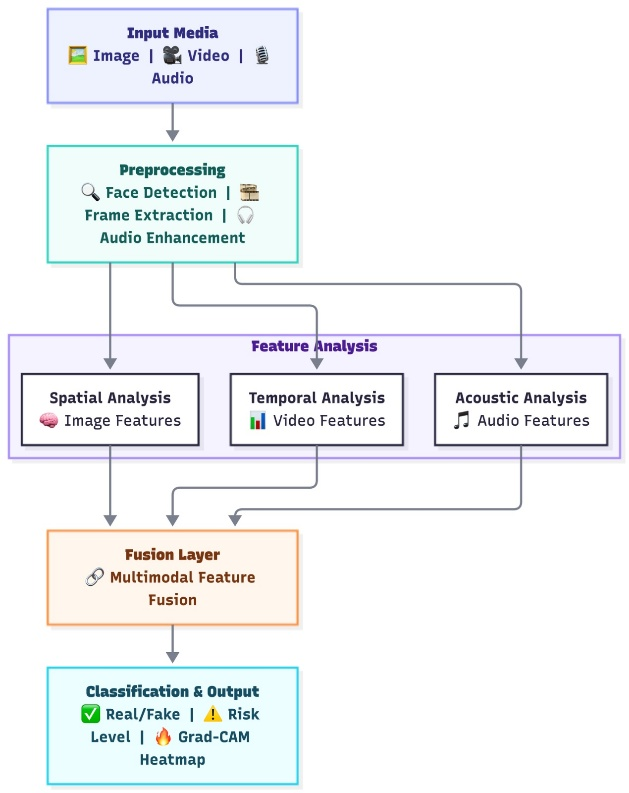 Input Media
🖼️ Image | 🎥 Video | 🎙️
Audio
Preprocessing
🔍 Face Detection | 🎞️
Frame Extraction | 🎧
Audio Enhancement
Feature Analysis
Spatial Analysis
🧠 Image Features
Temporal Analysis
📊 Video Features
Acoustic Analysis
🎵 Audio Features
Fusion Layer
🔗 Multimodal Feature
Fusion
Classification & Output
✅ Real/Fake | ⚠️ Risk
Level | 🔥 Grad-CAM
Heatmap